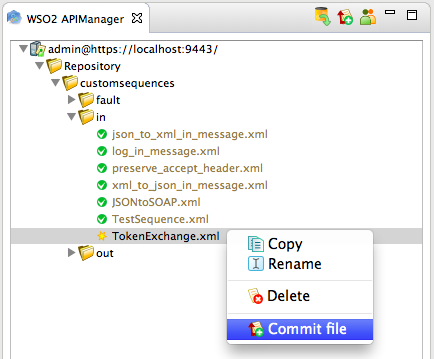 WSO2 APIManager
admin@https://localhost:9443/
Repository
customsequences
fault
in
json_to_xml_in_message.xml
log_in_message.xml
preserve_accept_header.xml
xml_to_json_in_message.xml
JSONtoSOAP.xml
TestSequence.xml
TokenExchange.xml
out
Copy
Rename
Delete
Commit file